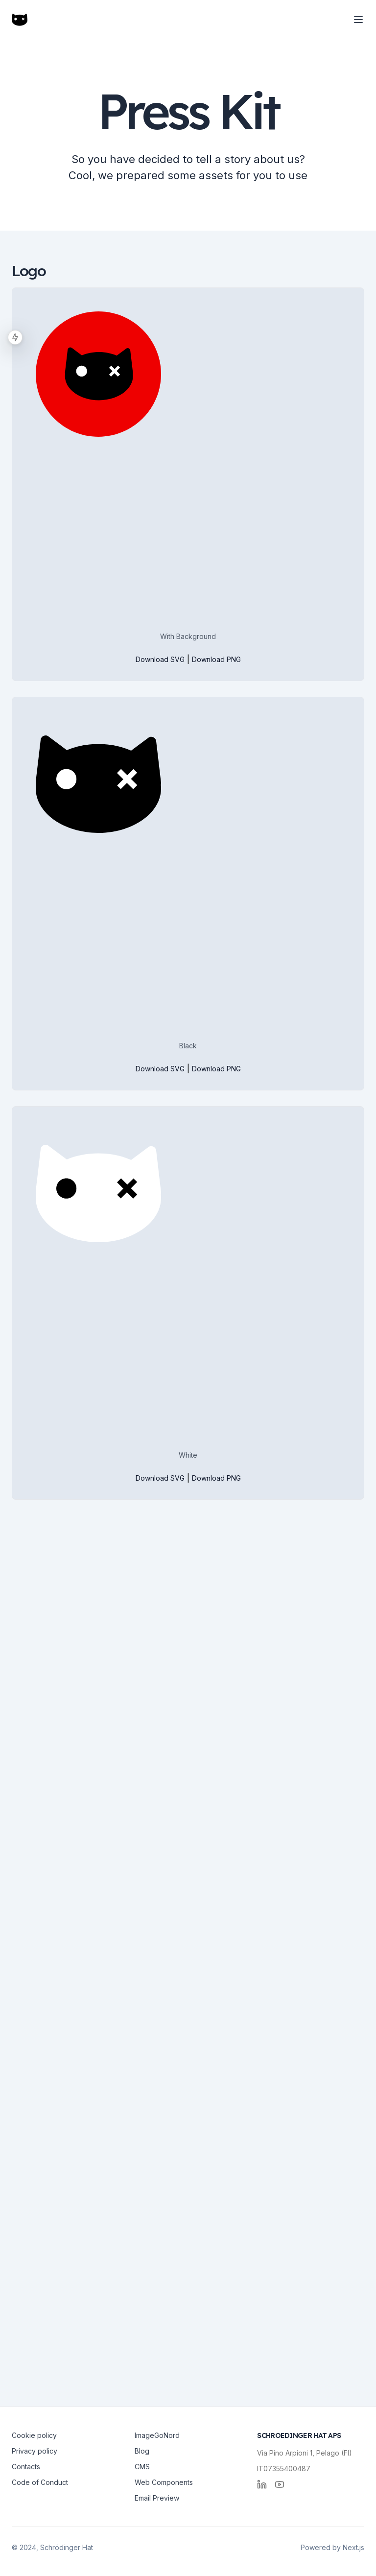 Press Kit
So you have decided to tell a story about us?
Cool, we prepared some assets for you to use
Logo
With Background
Download SVG | Download PNG
Black
Download SVG | Download PNG
White
Download SVG | Download PNG
Cookie policy
Privacy policy
Contacts
Code of Conduct
ImageGoNord
Blog
CMS
Web Components
Email Preview
SCHROEDINGER HAT APS
Via Pino Arpioni 1, Pelago (FI)
IT07355400487
© 2024, Schrödinger Hat
Powered by Next.js